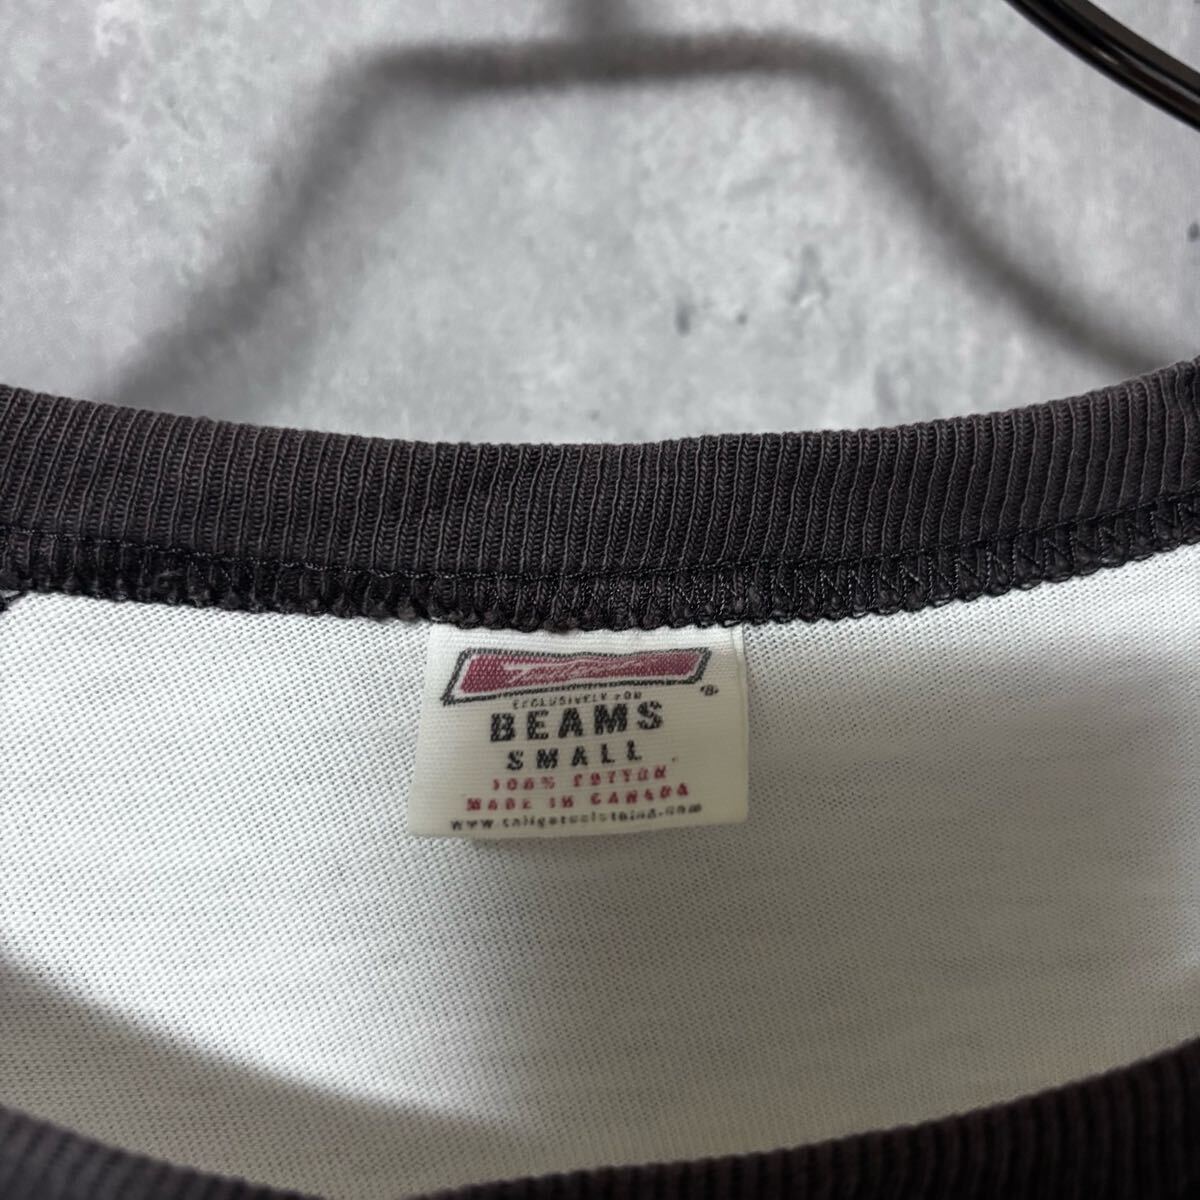 EXCLUSIVELY FOR
BEAMS
SMALL
100% COTTON
MADE IN CANADA